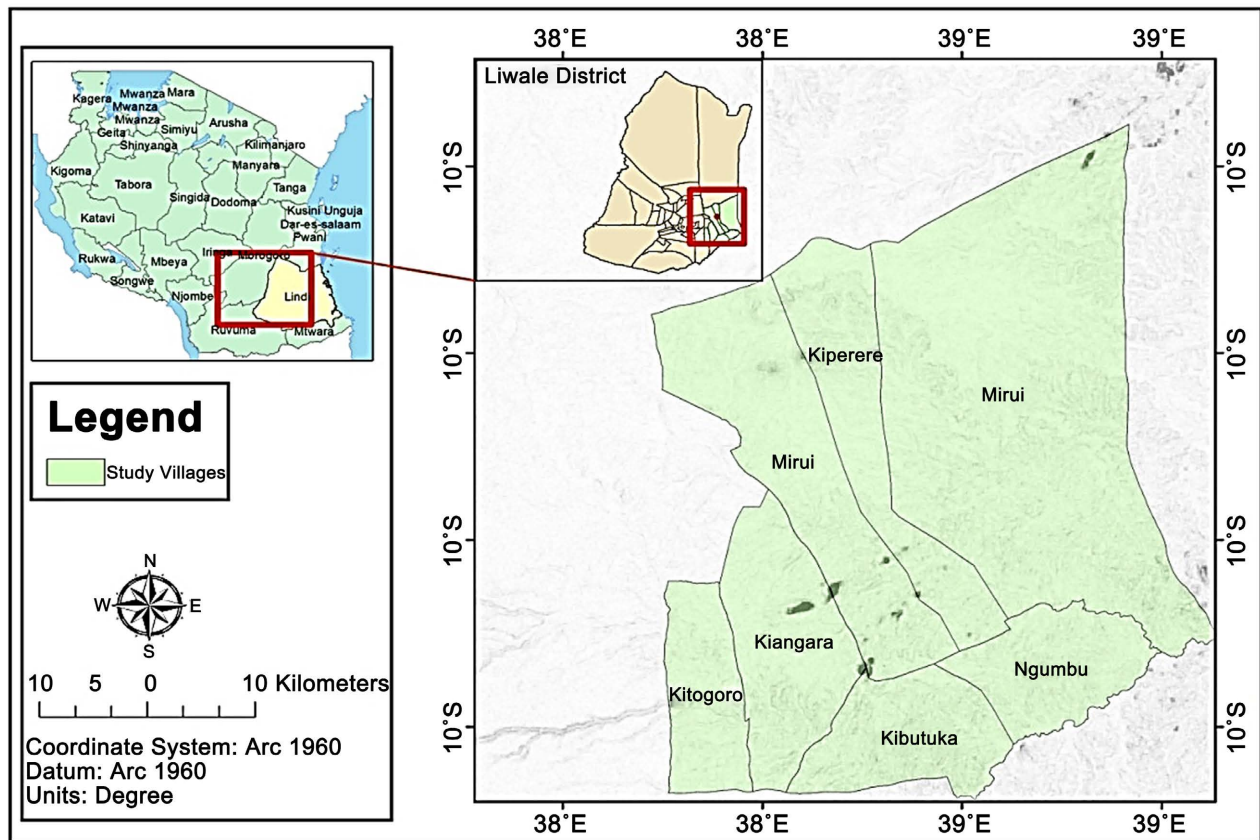 38°E 38°E 39°E 39°E
Liwale District
Kagera
Mwanza
Mara
Mwanza
Mwanza
Geita
Simiyu
Arusha
Shinyanga
Kilimanjaro
Kigoma
Manyara
Tabora
Tanga
Singida
Dodoma
Katavi
Kusini Unguja
Dar-es-salaam
Pwani
Rukwa
Mbeya
Iringa
Morogoro
Songwe
Njombe
Lindi
Ruvuma
Mtwara
Legend
Study Villages
N
W E
S
10 5 0 10 Kilometers
Coordinate System: Arc 1960
Datum: Arc 1960
Units: Degree
10°S 10°S
10°S 10°S
10°S 10°S
10°S 10°S
Kiperere
Mirui
Mirui
Kiangara
Ngumbu
Kitogoro
Kibutuka
38°E 38°E 39°E 39°E